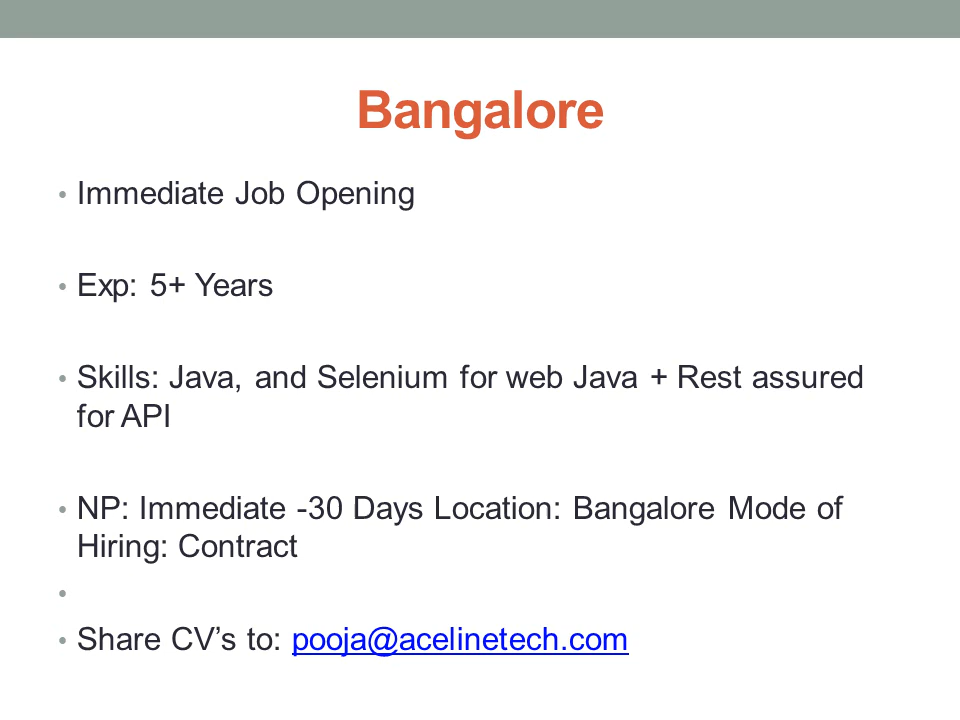 Bangalore
• Immediate Job Opening
• Exp: 5+ Years
• Skills: Java, and Selenium for web Java + Rest assured
for API
• NP: Immediate -30 Days Location: Bangalore Mode of
Hiring: Contract
•
• Share CV’s to: pooja@acelinetech.com